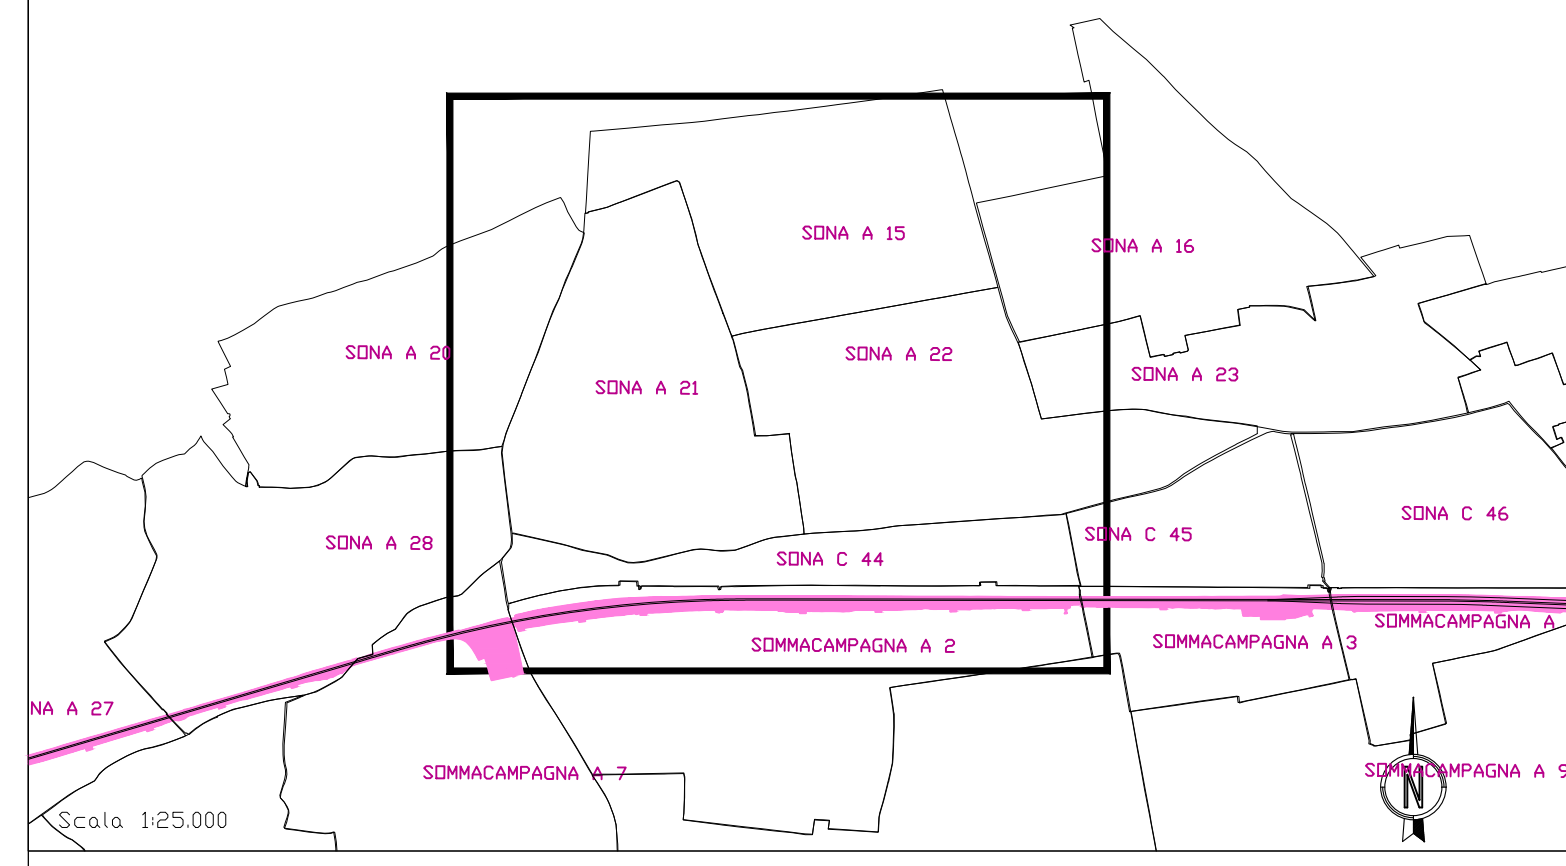 SONA A 15
SONA A 16
SONA A 20
SONA A 22
SONA A 23
SONA A 21
SONA C 46
SONA C 45
SONA A 28
SONA C 44
SOMMACAMPAGNA A
SOMMACAMPAGNA A 3
SOMMACAMPAGNA A 2
NA A 27
SOMMACAMPAGNA A 7
SOMMACAMPAGNA A 9
N
Scala 1:25.000